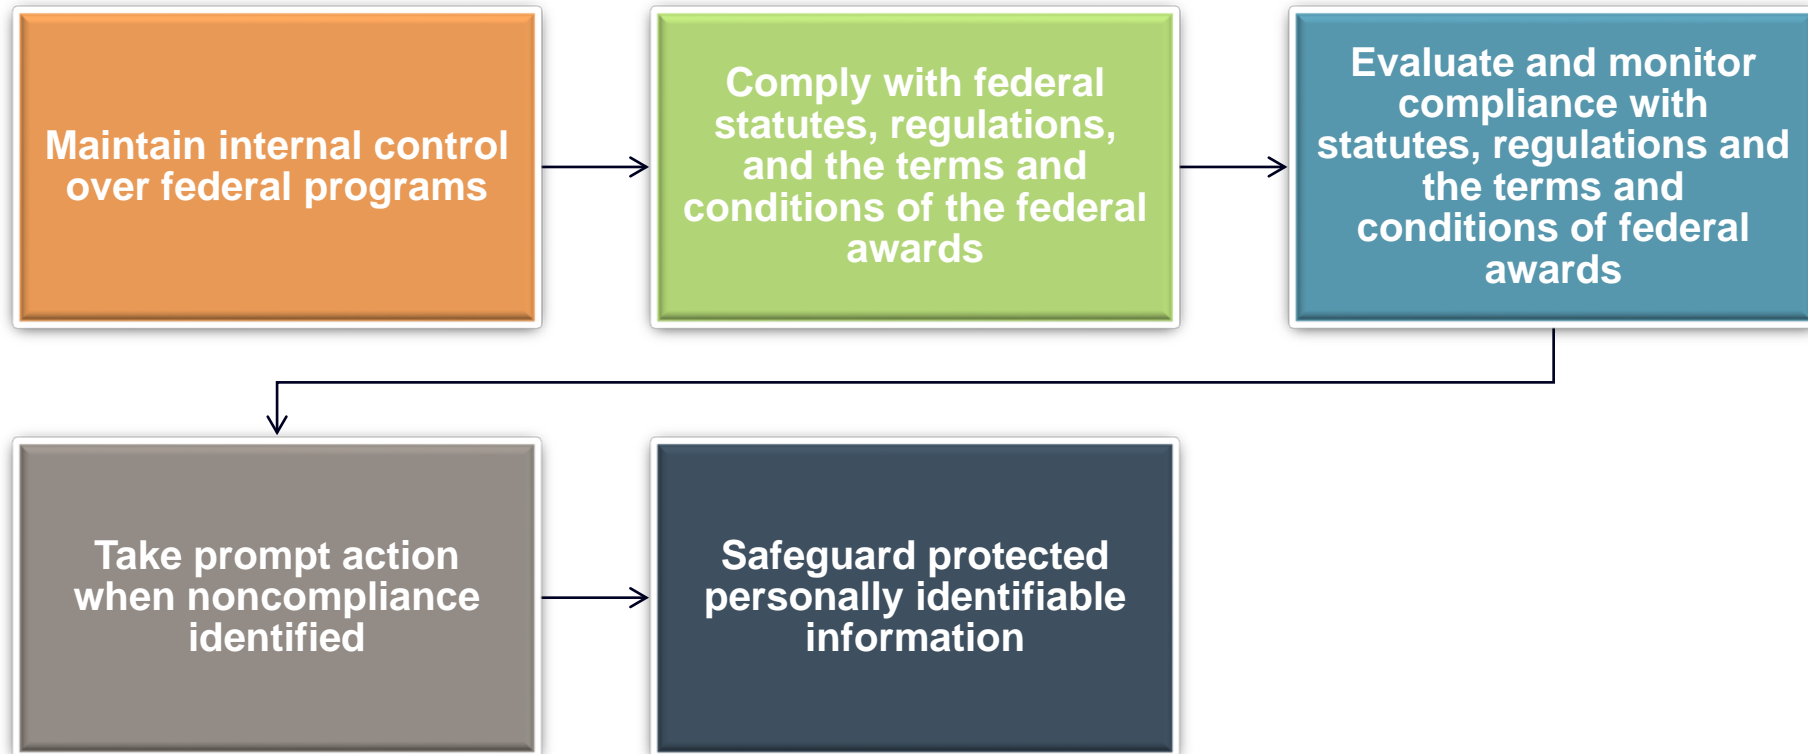 Maintain internal control
over federal programs
Comply with federal
statutes, regulations,
and the terms and
conditions of the federal
awards
Evaluate and monitor
compliance with
statutes, regulations and
the terms and
conditions of federal
awards
Take prompt action
when noncompliance
identified
Safeguard protected
personally identifiable
information